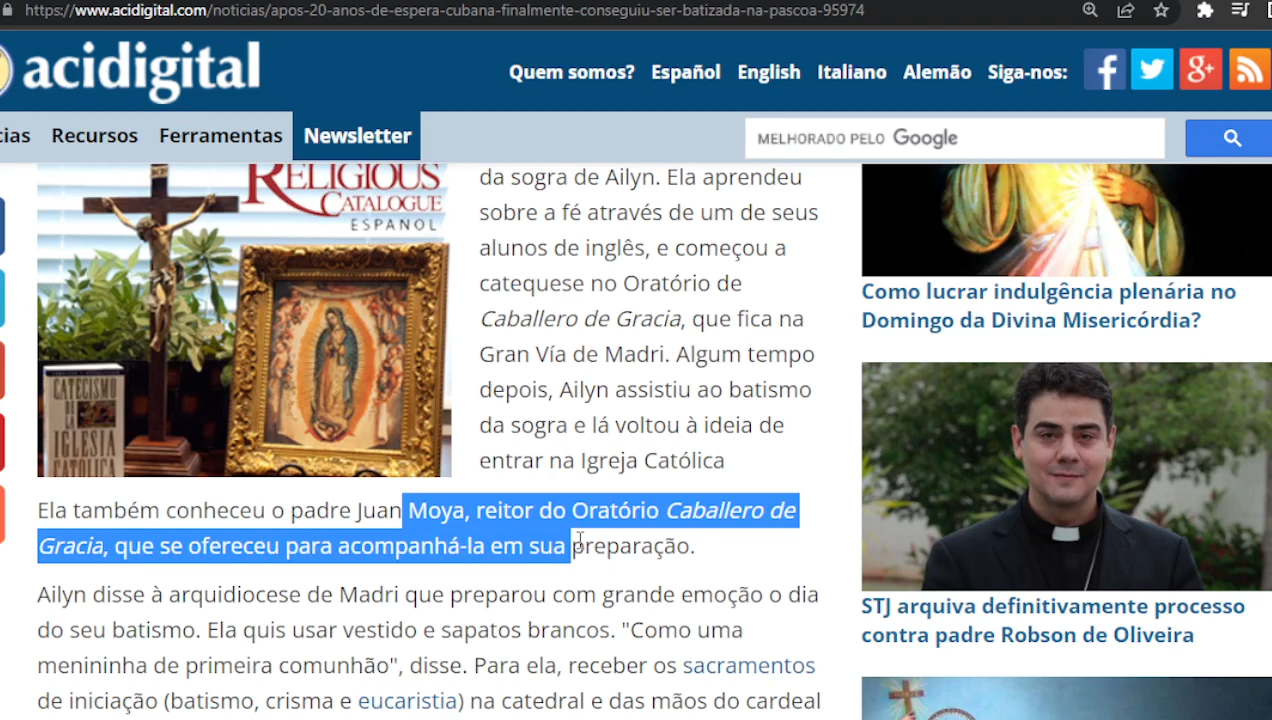 https://www.acidigital.com/noticias/apos-20-anos-de-espera-cubana-finalmente-conseguiu-ser-batizada-na-pascoa-95974
acidigital
Quem somos? Español English Italiano Alemão Siga-nos:
cias Recursos Ferramentas Newsletter
MELHORADO PELO Google
RELIGIOUS
CATALOGUE
ESPAÑOL
CATECISMO
DE LA
IGLESIA
CATÓLICA
da sogra de Ailyn. Ela aprendeu
sobre a fé através de um de seus
alunos de inglês, e começou a
catequese no Oratório de
Caballero de Gracia, que fica na
Gran Vía de Madri. Algum tempo
depois, Ailyn assistiu ao batismo
da sogra e lá voltou à ideia de
entrar na Igreja Católica
Ela também conheceu o padre Juan Moya, reitor do Oratório Caballero de
Gracia, que se ofereceu para acompanhá-la em sua preparação.
Ailyn disse à arquidiocese de Madri que preparou com grande emoção o dia
do seu batismo. Ela quis usar vestido e sapatos brancos. "Como uma
menininha de primeira comunhão", disse. Para ela, receber os sacramentos
de iniciação (batismo, crisma e eucaristia) na catedral e das mãos do cardeal
Como lucrar indulgência plenária no
Domingo da Divina Misericórdia?
STJ arquiva definitivamente processo
contra padre Robson de Oliveira